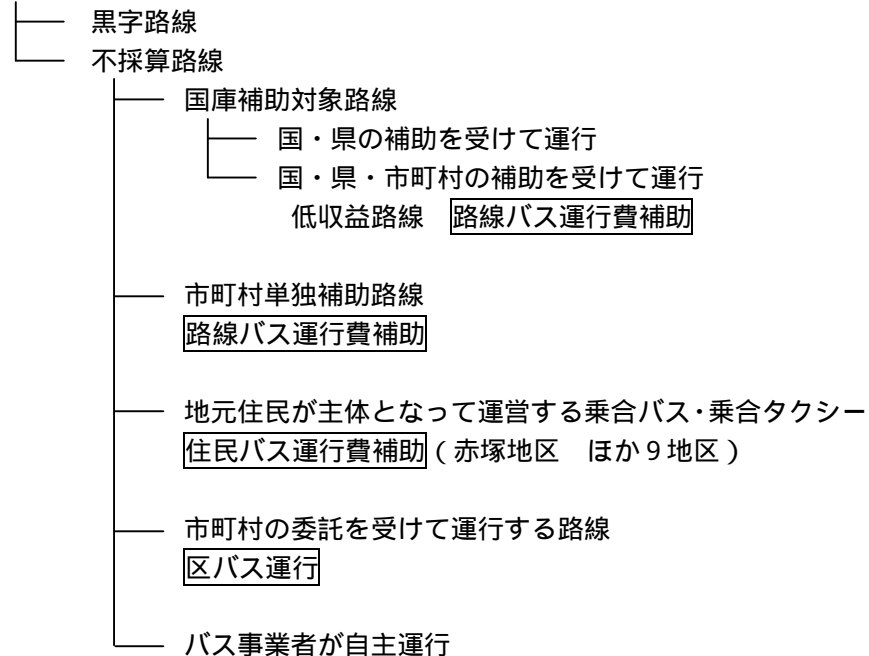 黒字路線
不採算路線
国庫補助対象路線
国・県の補助を受けて運行
国・県・市町村の補助を受けて運行
低収益路線　路線バス運行費補助
市町村単独補助路線
路線バス運行費補助
地元住民が主体となって運営する乗合バス・乗合タクシー
住民バス運行費補助（赤塚地区　ほか９地区）
市町村の委託を受けて運行する路線
区バス運行
バス事業者が自主運行